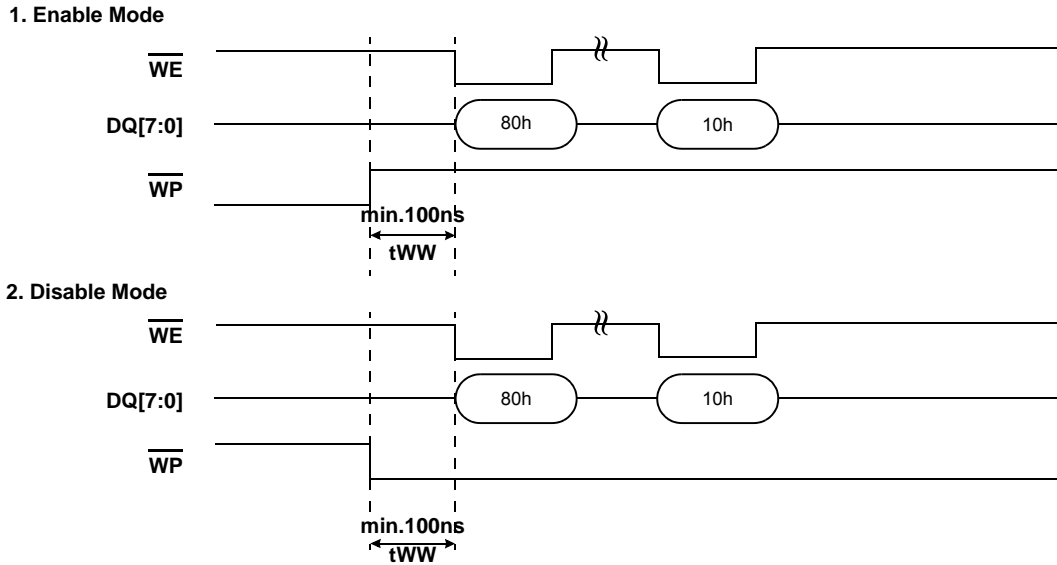 1. Enable Mode
WE
DQ[7:0] 80h 10h
WP
min.100ns
tWW
2. Disable Mode
WE
DQ[7:0] 80h 10h
WP
min.100ns
tWW